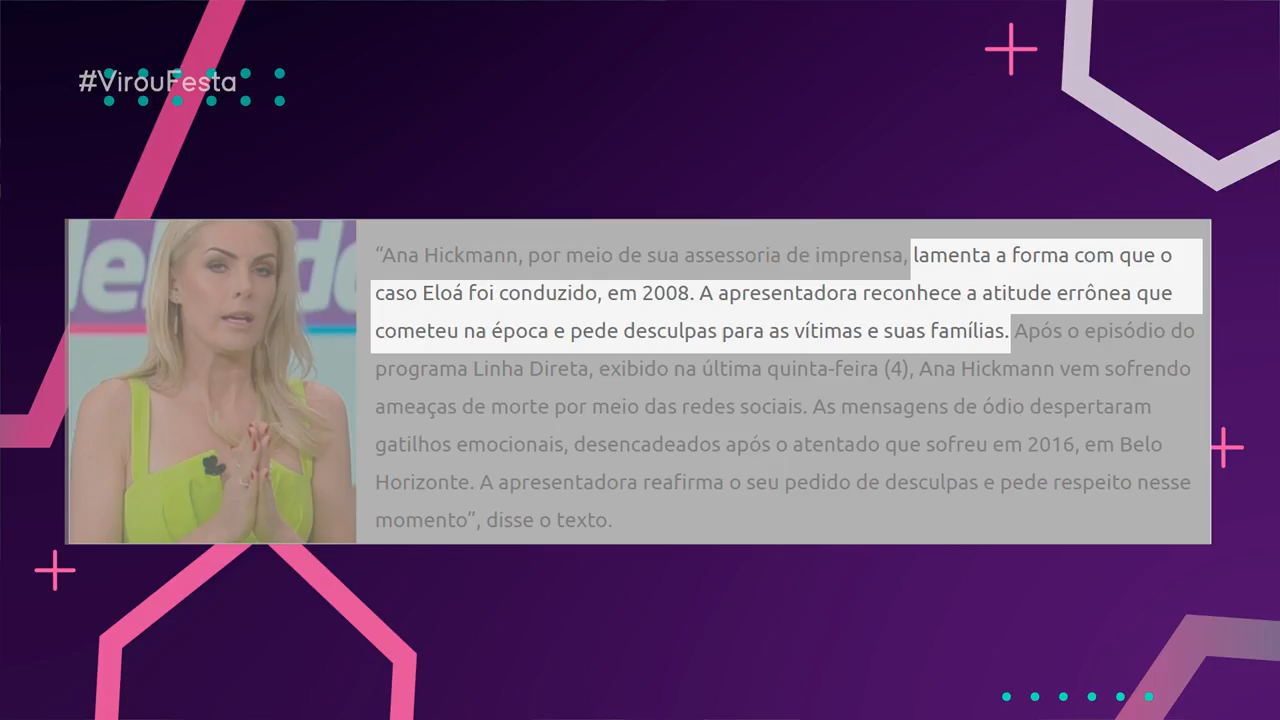 #VirouFesta
“Ana Hickmann, por meio de sua assessoria de imprensa, lamenta a forma com que o
caso Eloá foi conduzido, em 2008. A apresentadora reconhece a atitude errônea que
cometeu na época e pede desculpas para as vítimas e suas famílias. Após o episódio do
programa Linha Direta, exibido na última quinta-feira (4), Ana Hickmann vem sofrendo
ameaças de morte por meio das redes sociais. As mensagens de ódio despertaram
gatilhos emocionais, desencadeados após o atentado que sofreu em 2016, em Belo
Horizonte. A apresentadora reafirma o seu pedido de desculpas e pede respeito nesse
momento”, disse o texto.